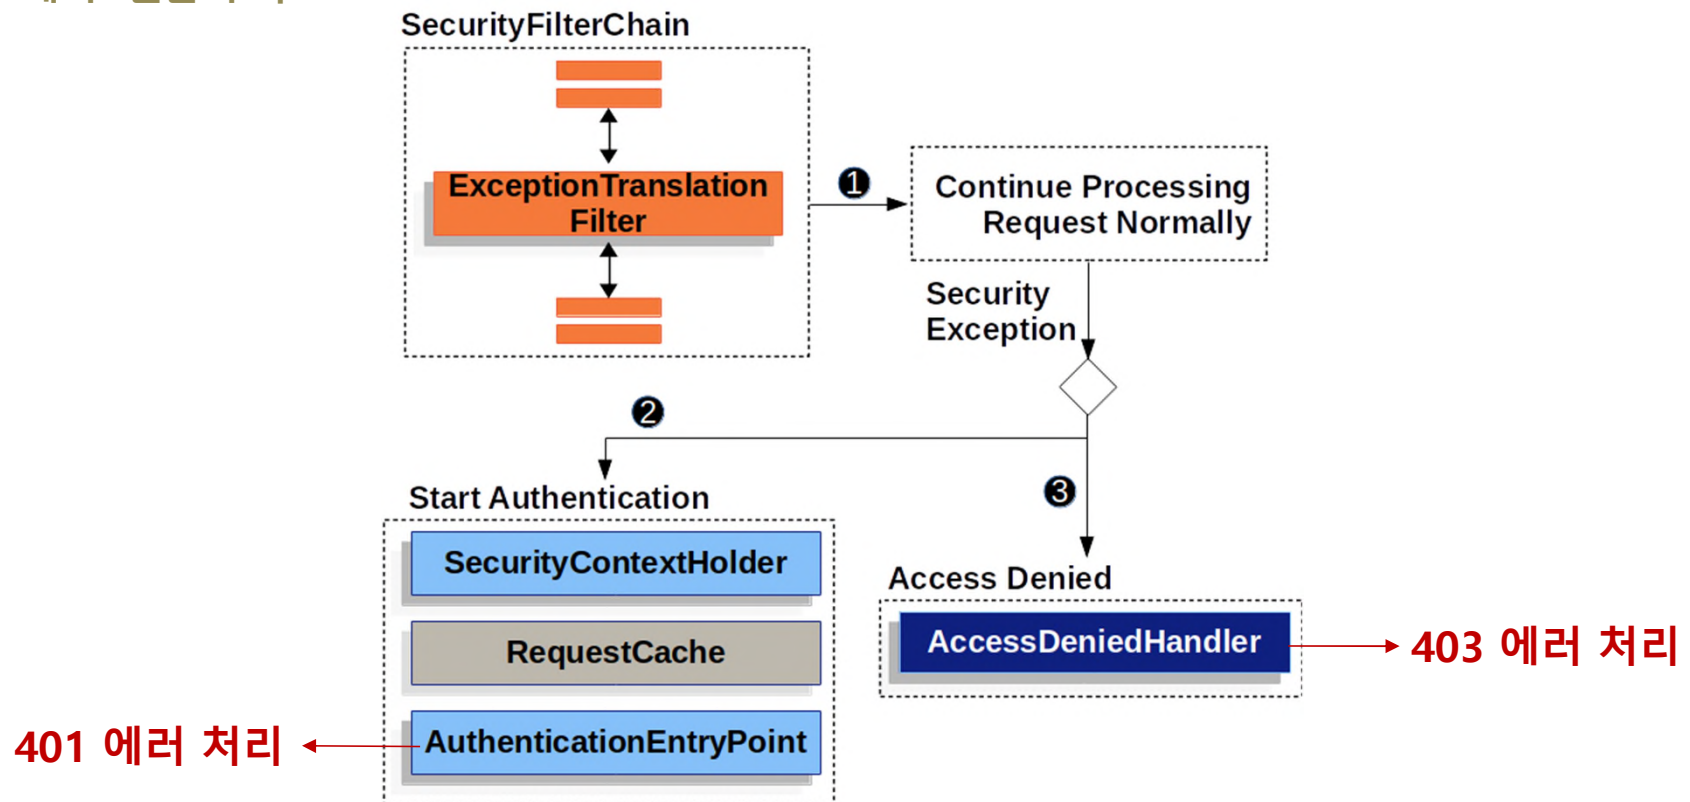 SecurityFilterChain
ExceptionTranslation
Filter
1
Continue Processing
Request Normally
Security
Exception
2
3
Start Authentication
SecurityContextHolder
RequestCache
AuthenticationEntryPoint
401 에러 처리
Access Denied
AccessDeniedHandler
403 에러 처리